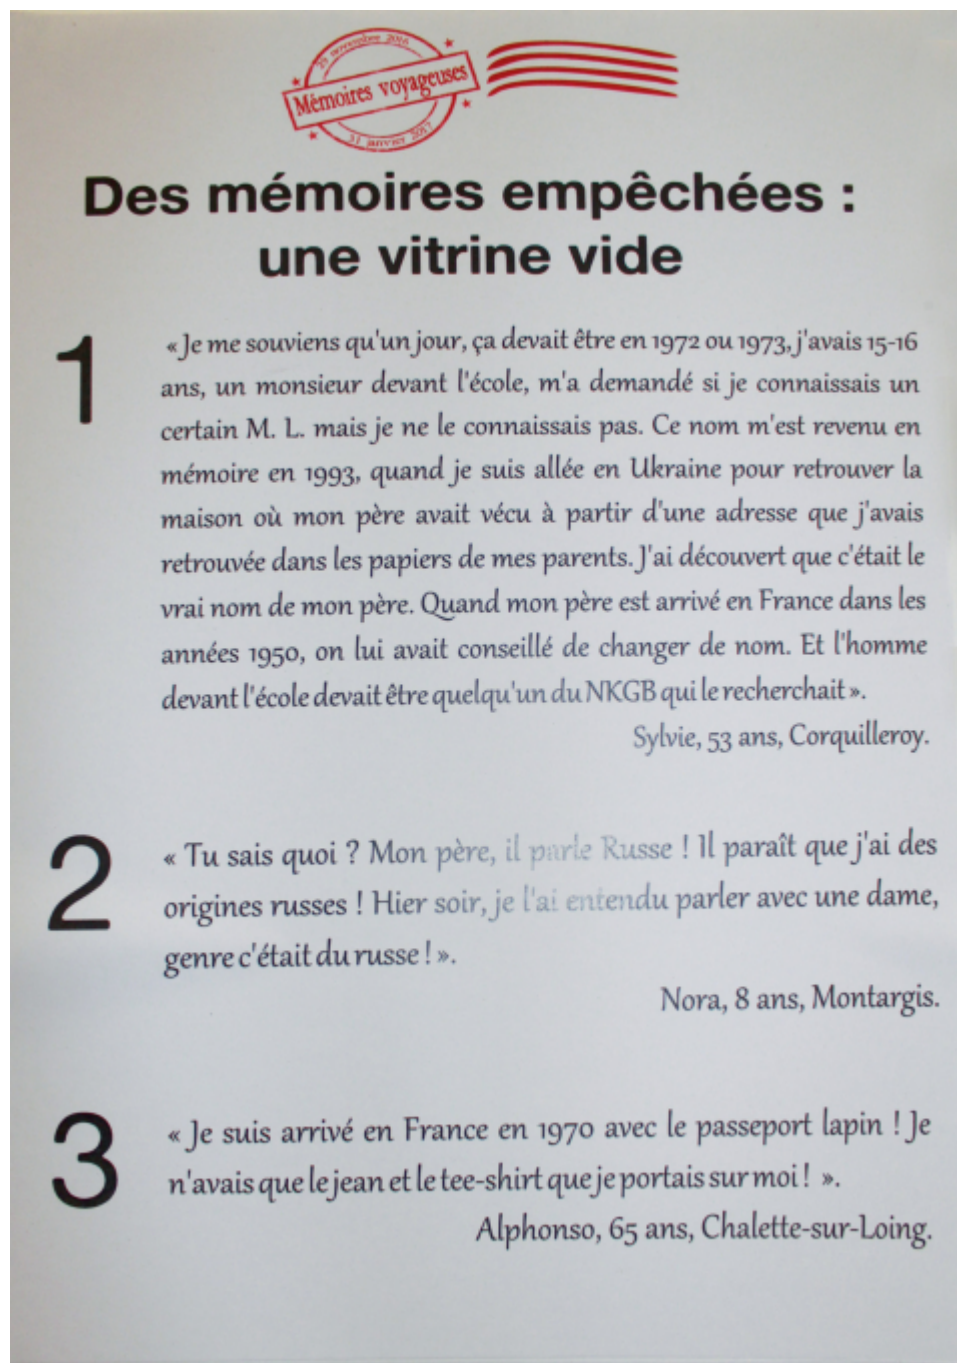 25 novembre 2016
Mémoires voyageuses
31 janvier 2017
Des mémoires empêchées :
une vitrine vide
1
« Je me souviens qu'un jour, ça devait être en 1972 ou 1973, j'avais 15-16
ans, un monsieur devant l'école, m'a demandé si je connaissais un
certain M. L. mais je ne le connaissais pas. Ce nom m'est revenu en
mémoire en 1993, quand je suis allée en Ukraine pour retrouver la
maison où mon père avait vécu à partir d'une adresse que j'avais
retrouvée dans les papiers de mes parents. J'ai découvert que c'était le
vrai nom de mon père. Quand mon père est arrivé en France dans les
années 1950, on lui avait conseillé de changer de nom. Et l'homme
devant l'école devait être quelqu'un du NKGB qui le recherchait ».
Sylvie, 53 ans, Corquilleroy.
2
« Tu sais quoi ? Mon père, il parle Russe ! Il paraît que j'ai des
origines russes ! Hier soir, je l'ai entendu parler avec une dame,
genre c'était du russe ! ».
Nora, 8 ans, Montargis.
3
« Je suis arrivé en France en 1970 avec le passeport lapin ! Je
n'avais que le jean et le tee-shirt que je portais sur moi ! ».
Alphonso, 65 ans, Chalette-sur-Loing.